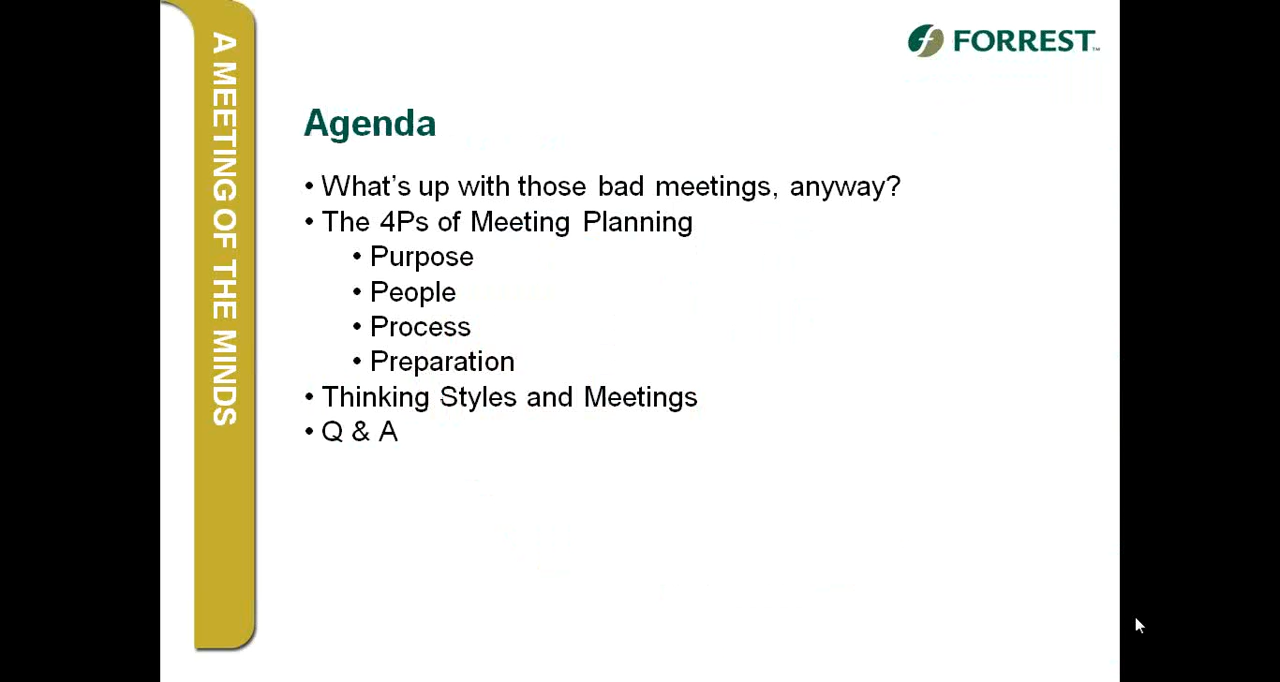 A MEETING OF THE MINDS
FORREST™
Agenda
• What's up with those bad meetings, anyway?
• The 4Ps of Meeting Planning
• Purpose
• People
• Process
• Preparation
• Thinking Styles and Meetings
• Q & A